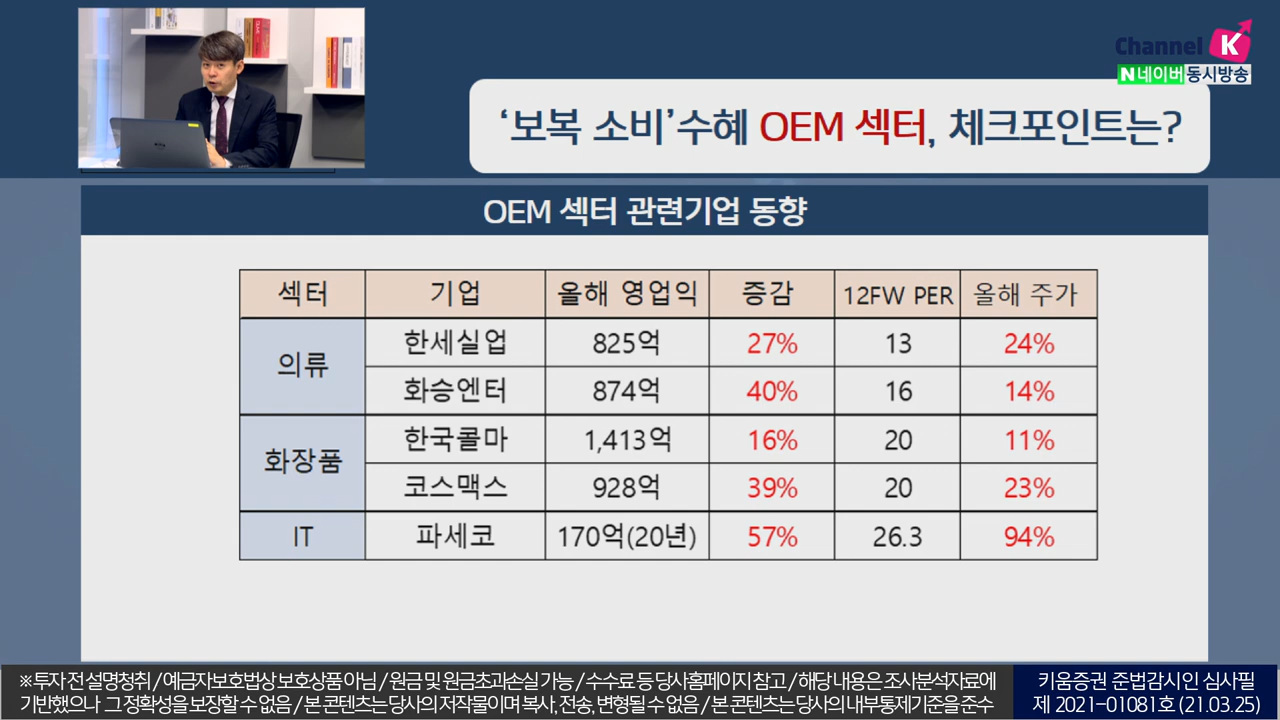 Channel K
N네이버동시방송
‘보복 소비’수혜 OEM 섹터, 체크포인트는?
OEM 섹터 관련기업 동향
섹터 기업 올해 영업익 증감 12FW PER 올해 주가
의류 한세실업 825억 27% 13 24%
화승엔터 874억 40% 16 14%
화장품 한국콜마 1,413억 16% 20 11%
코스맥스 928억 39% 20 23%
IT 파세코 170억(20년) 57% 26.3 94%
※ 투자 전 설명청취 / 예금자보호법상 보호상품 아님 / 원금 및 원금초과손실 가능 / 수수료 등 당사홈페이지 참고 / 해당 내용은 조사분석자료에
기반했으나 그 정확성을 보장할 수 없음 / 본 콘텐츠는 당사의 저작물이며 복사, 전송, 변형될 수 없음 / 본 콘텐츠는 당사의 내부통제기준을 준수
키움증권 준법감시인 심사필
제 2021-01081호 (21.03.25)